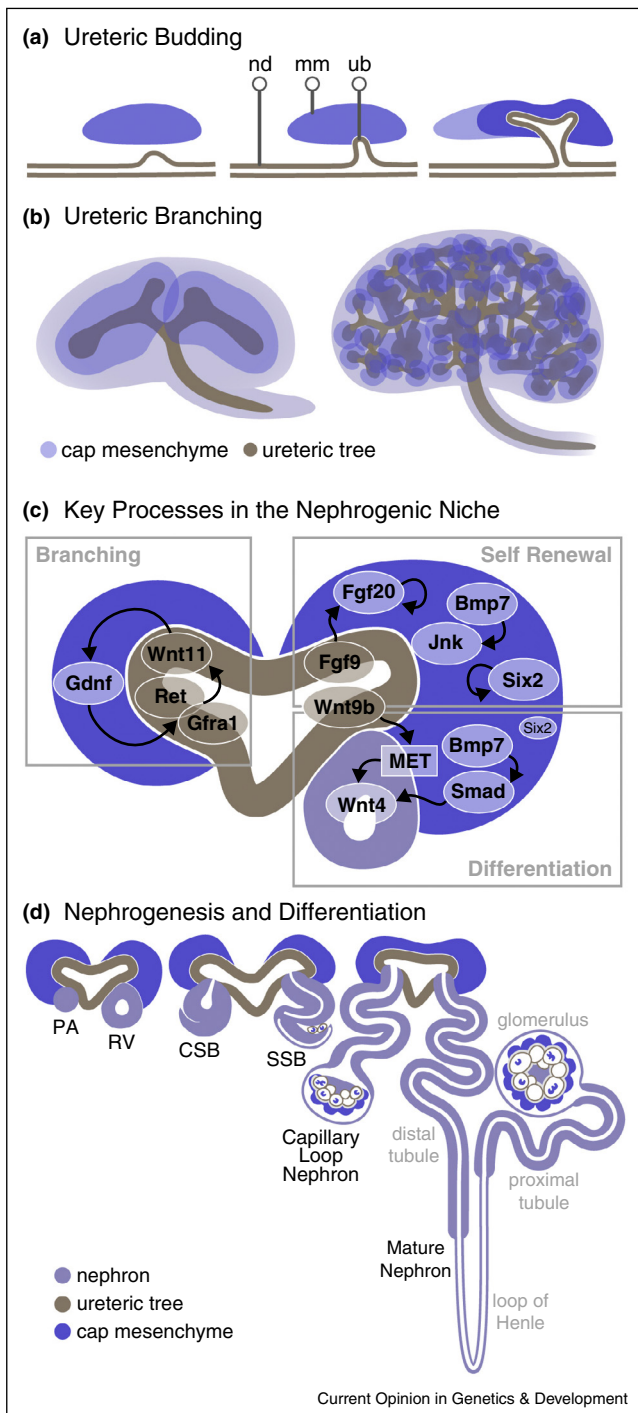 (a) Ureteric Budding
nd mm ub
(b) Ureteric Branching
cap mesenchyme ureteric tree
(c) Key Processes in the Nephrogenic Niche
Branching
Self Renewal
Fgf20
Bmp7
Jnk
Wnt11
Gdnf
Fgf9
Six2
Ret
Gfra1
Wnt9b
Six2
Bmp7
MET
Smad
Wnt4
Differentiation
(d) Nephrogenesis and Differentiation
PA
RV
CSB
SSB
glomerulus
Capillary
Loop
Nephron
distal
tubule
proximal
tubule
Mature
Nephron
loop of
Henle
nephron
ureteric tree
cap mesenchyme
Current Opinion in Genetics & Development